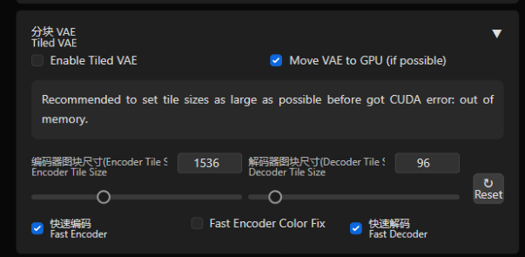 分块 VAE
Tiled VAE
▼
Enable Tiled VAE
Move VAE to GPU (if possible)
Recommended to set tile sizes as large as possible before got CUDA error: out of
memory.
编码器图块尺寸(Encoder Tile S
Encoder Tile Size
1536
解码器图块尺寸(Decoder Tile S
Decoder Tile Size
96
↻
Reset
快速编码
Fast Encoder
Fast Encoder Color Fix
快速解码
Fast Decoder